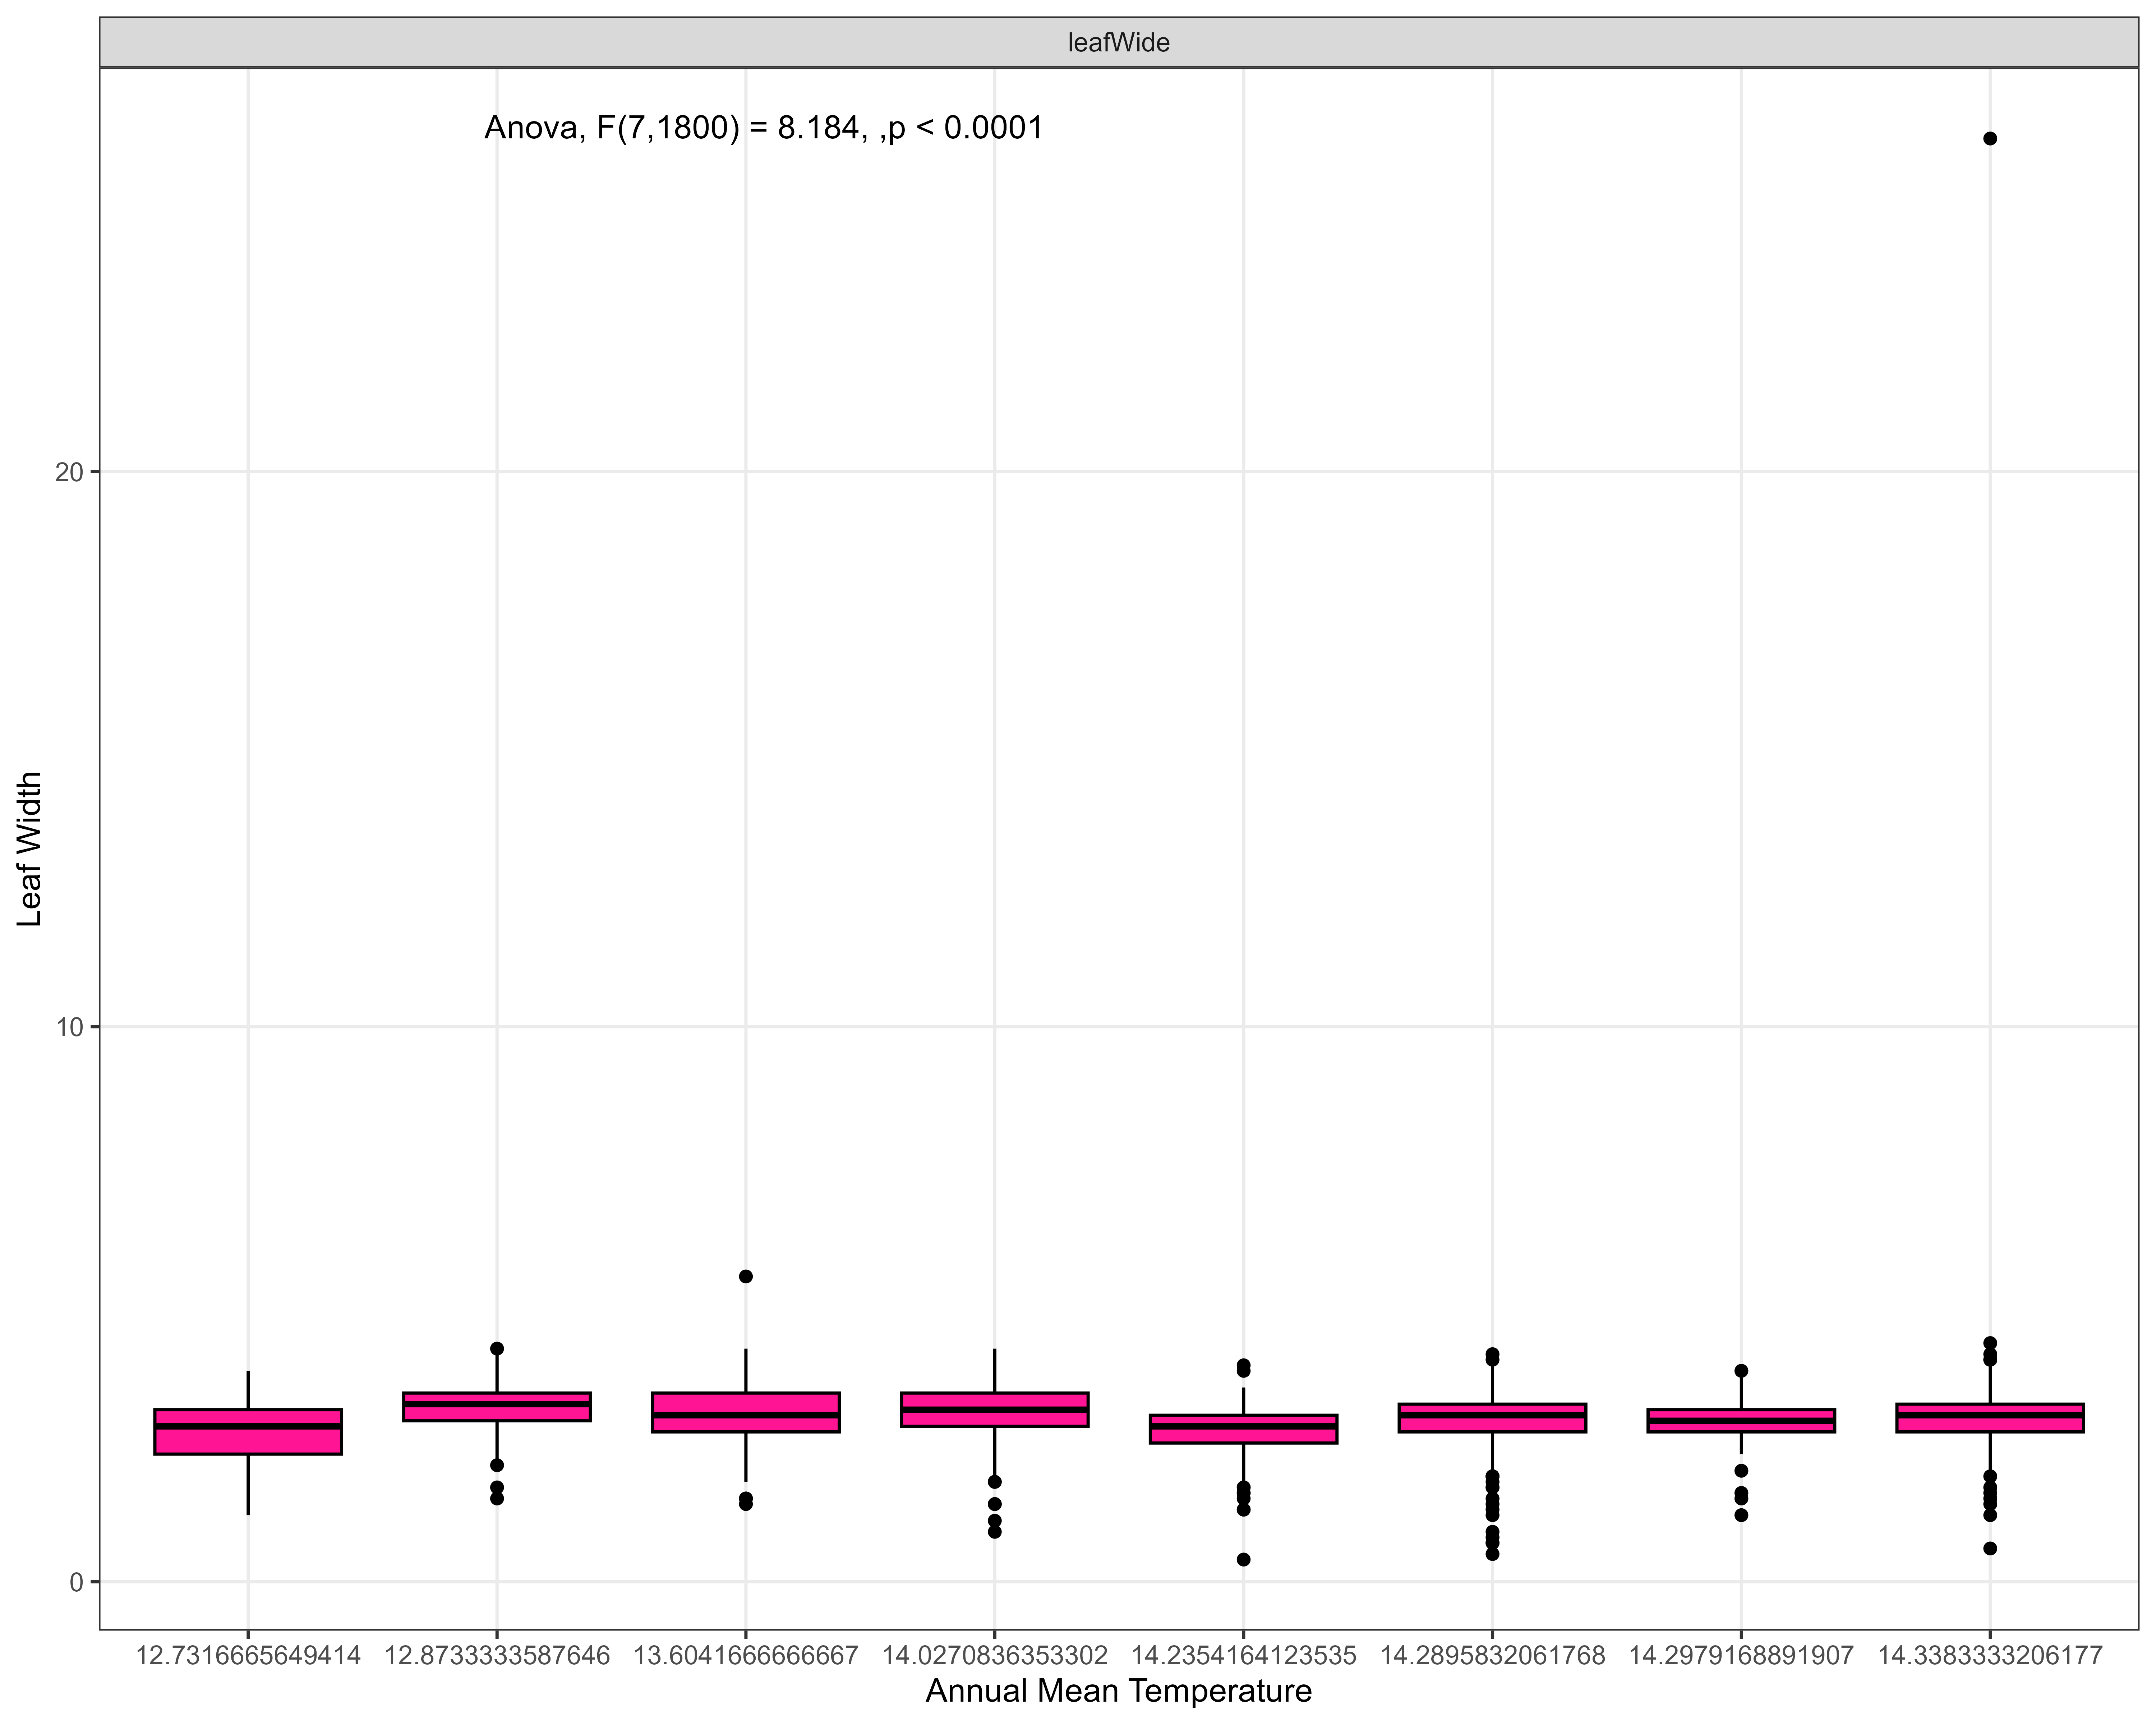 leafWide
Anova, F(7,1800) = 8.184, ,p < 0.0001
20
10
0
Leaf Width
12.7316665649414 12.8733333587646 13.6041666666667 14.0270836353302 14.2354164123535 14.2895832061768 14.2979168891907 14.3383333206177
Annual Mean Temperature